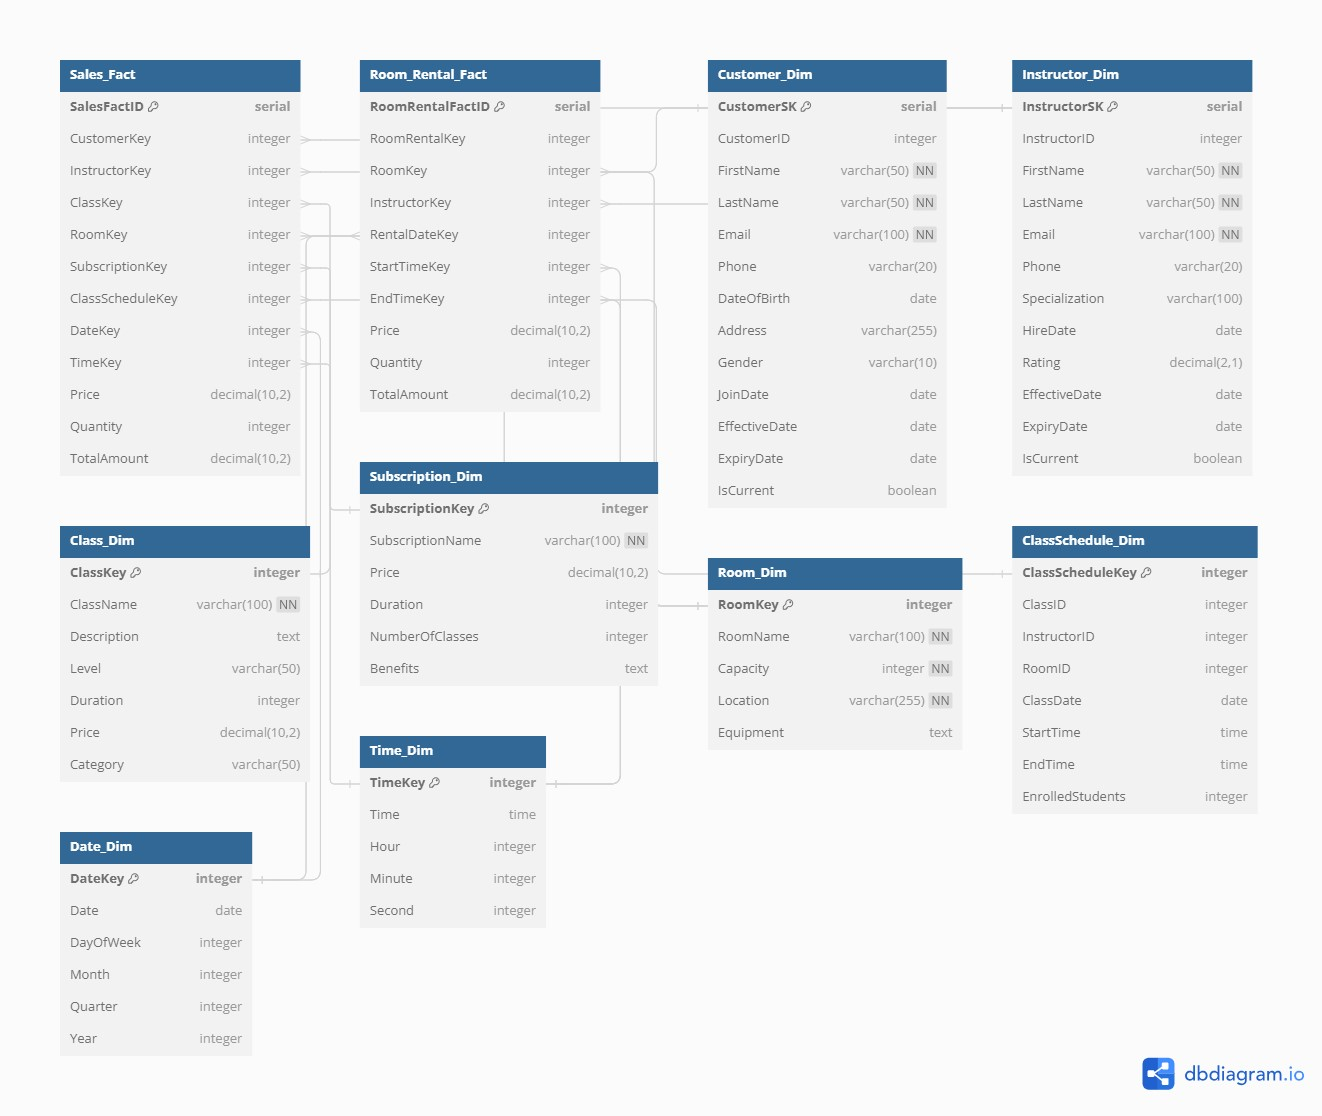 Sales_Fact
SalesFactID serial
CustomerKey integer
InstructorKey integer
ClassKey integer
RoomKey integer
SubscriptionKey integer
ClassScheduleKey integer
DateKey integer
TimeKey integer
Price decimal(10,2)
Quantity integer
TotalAmount decimal(10,2)
Room_Rental_Fact
RoomRentalFactID serial
RoomRentalKey integer
RoomKey integer
InstructorKey integer
RentalDateKey integer
StartTimeKey integer
EndTimeKey integer
Price decimal(10,2)
Quantity integer
TotalAmount decimal(10,2)
Customer_Dim
CustomerSK serial
CustomerID integer
FirstName varchar(50) NN
LastName varchar(50) NN
Email varchar(100) NN
Phone varchar(20)
DateOfBirth date
Address varchar(255)
Gender varchar(10)
JoinDate date
EffectiveDate date
ExpiryDate date
IsCurrent boolean
Instructor_Dim
InstructorSK serial
InstructorID integer
FirstName varchar(50) NN
LastName varchar(50) NN
Email varchar(100) NN
Phone varchar(20)
Specialization varchar(100)
HireDate date
Rating decimal(2,1)
EffectiveDate date
ExpiryDate date
IsCurrent boolean
Class_Dim
ClassKey integer
ClassName varchar(100) NN
Description text
Level varchar(50)
Duration integer
Price decimal(10,2)
Category varchar(50)
Subscription_Dim
SubscriptionKey integer
SubscriptionName varchar(100) NN
Price decimal(10,2)
Duration integer
NumberOfClasses integer
Benefits text
Room_Dim
RoomKey integer
RoomName varchar(100) NN
Capacity integer NN
Location varchar(255) NN
Equipment text
ClassSchedule_Dim
ClassScheduleKey integer
ClassID integer
InstructorID integer
RoomID integer
ClassDate date
StartTime time
EndTime time
EnrolledStudents integer
Date_Dim
DateKey integer
Date date
DayOfWeek integer
Month integer
Quarter integer
Year integer
Time_Dim
TimeKey integer
Time time
Hour integer
Minute integer
Second integer
dbdiagram.io